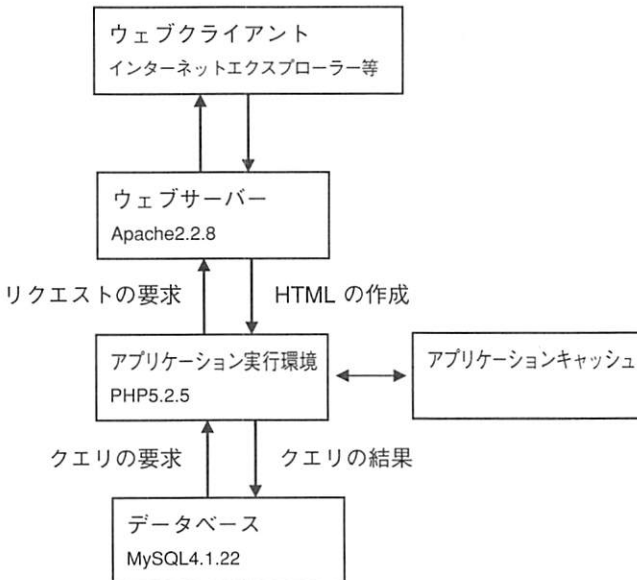 ウェブクライアント
インターネットエクスプローラー等
ウェブサーバー
Apache2.2.8
リクエストの要求
HTML の作成
アプリケーション実行環境
PHP5.2.5
アプリケーションキャッシュ
クエリの要求
クエリの結果
データベース
MySQL4.1.22